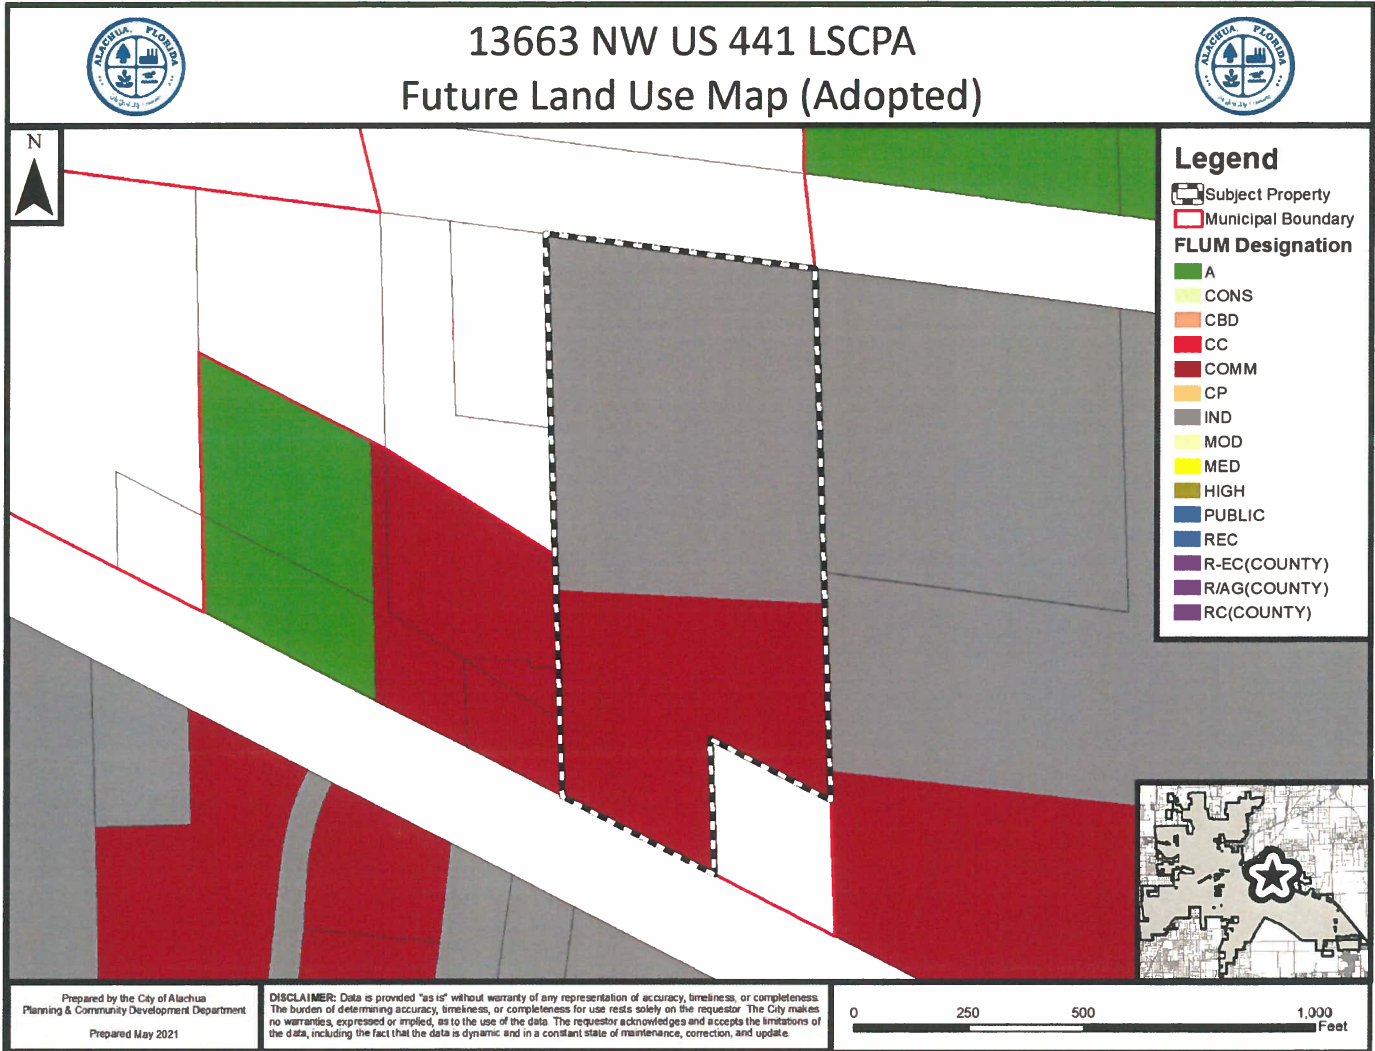 13663 NW US 441 LSCPA
Future Land Use Map (Adopted)
ALACHUA, FLORIDA
ALACHUA, FLORIDA
N
Legend
Subject Property
Municipal Boundary
FLUM Designation
A
CONS
CBD
CC
COMM
CP
IND
MOD
MED
HIGH
PUBLIC
REC
R-EC(COUNTY)
R/AG(COUNTY)
RC(COUNTY)
Prepared by the City of Alachua
Planning & Community Development Department
Prepared May 2021
DISCLAIMER: Data is provided "as is" without warranty of any representation of accuracy, timeliness, or completeness.
The burden of determining accuracy, timeliness, or completeness for use rests solely on the requestor The City makes
no warranties, expressed or implied, as to the use of the data. The requestor acknowledges and accepts the limitations of
the data, including the fact that the data is dynamic and in a constant state of maintenance, correction, and update.
0 250 500 1,000
Feet